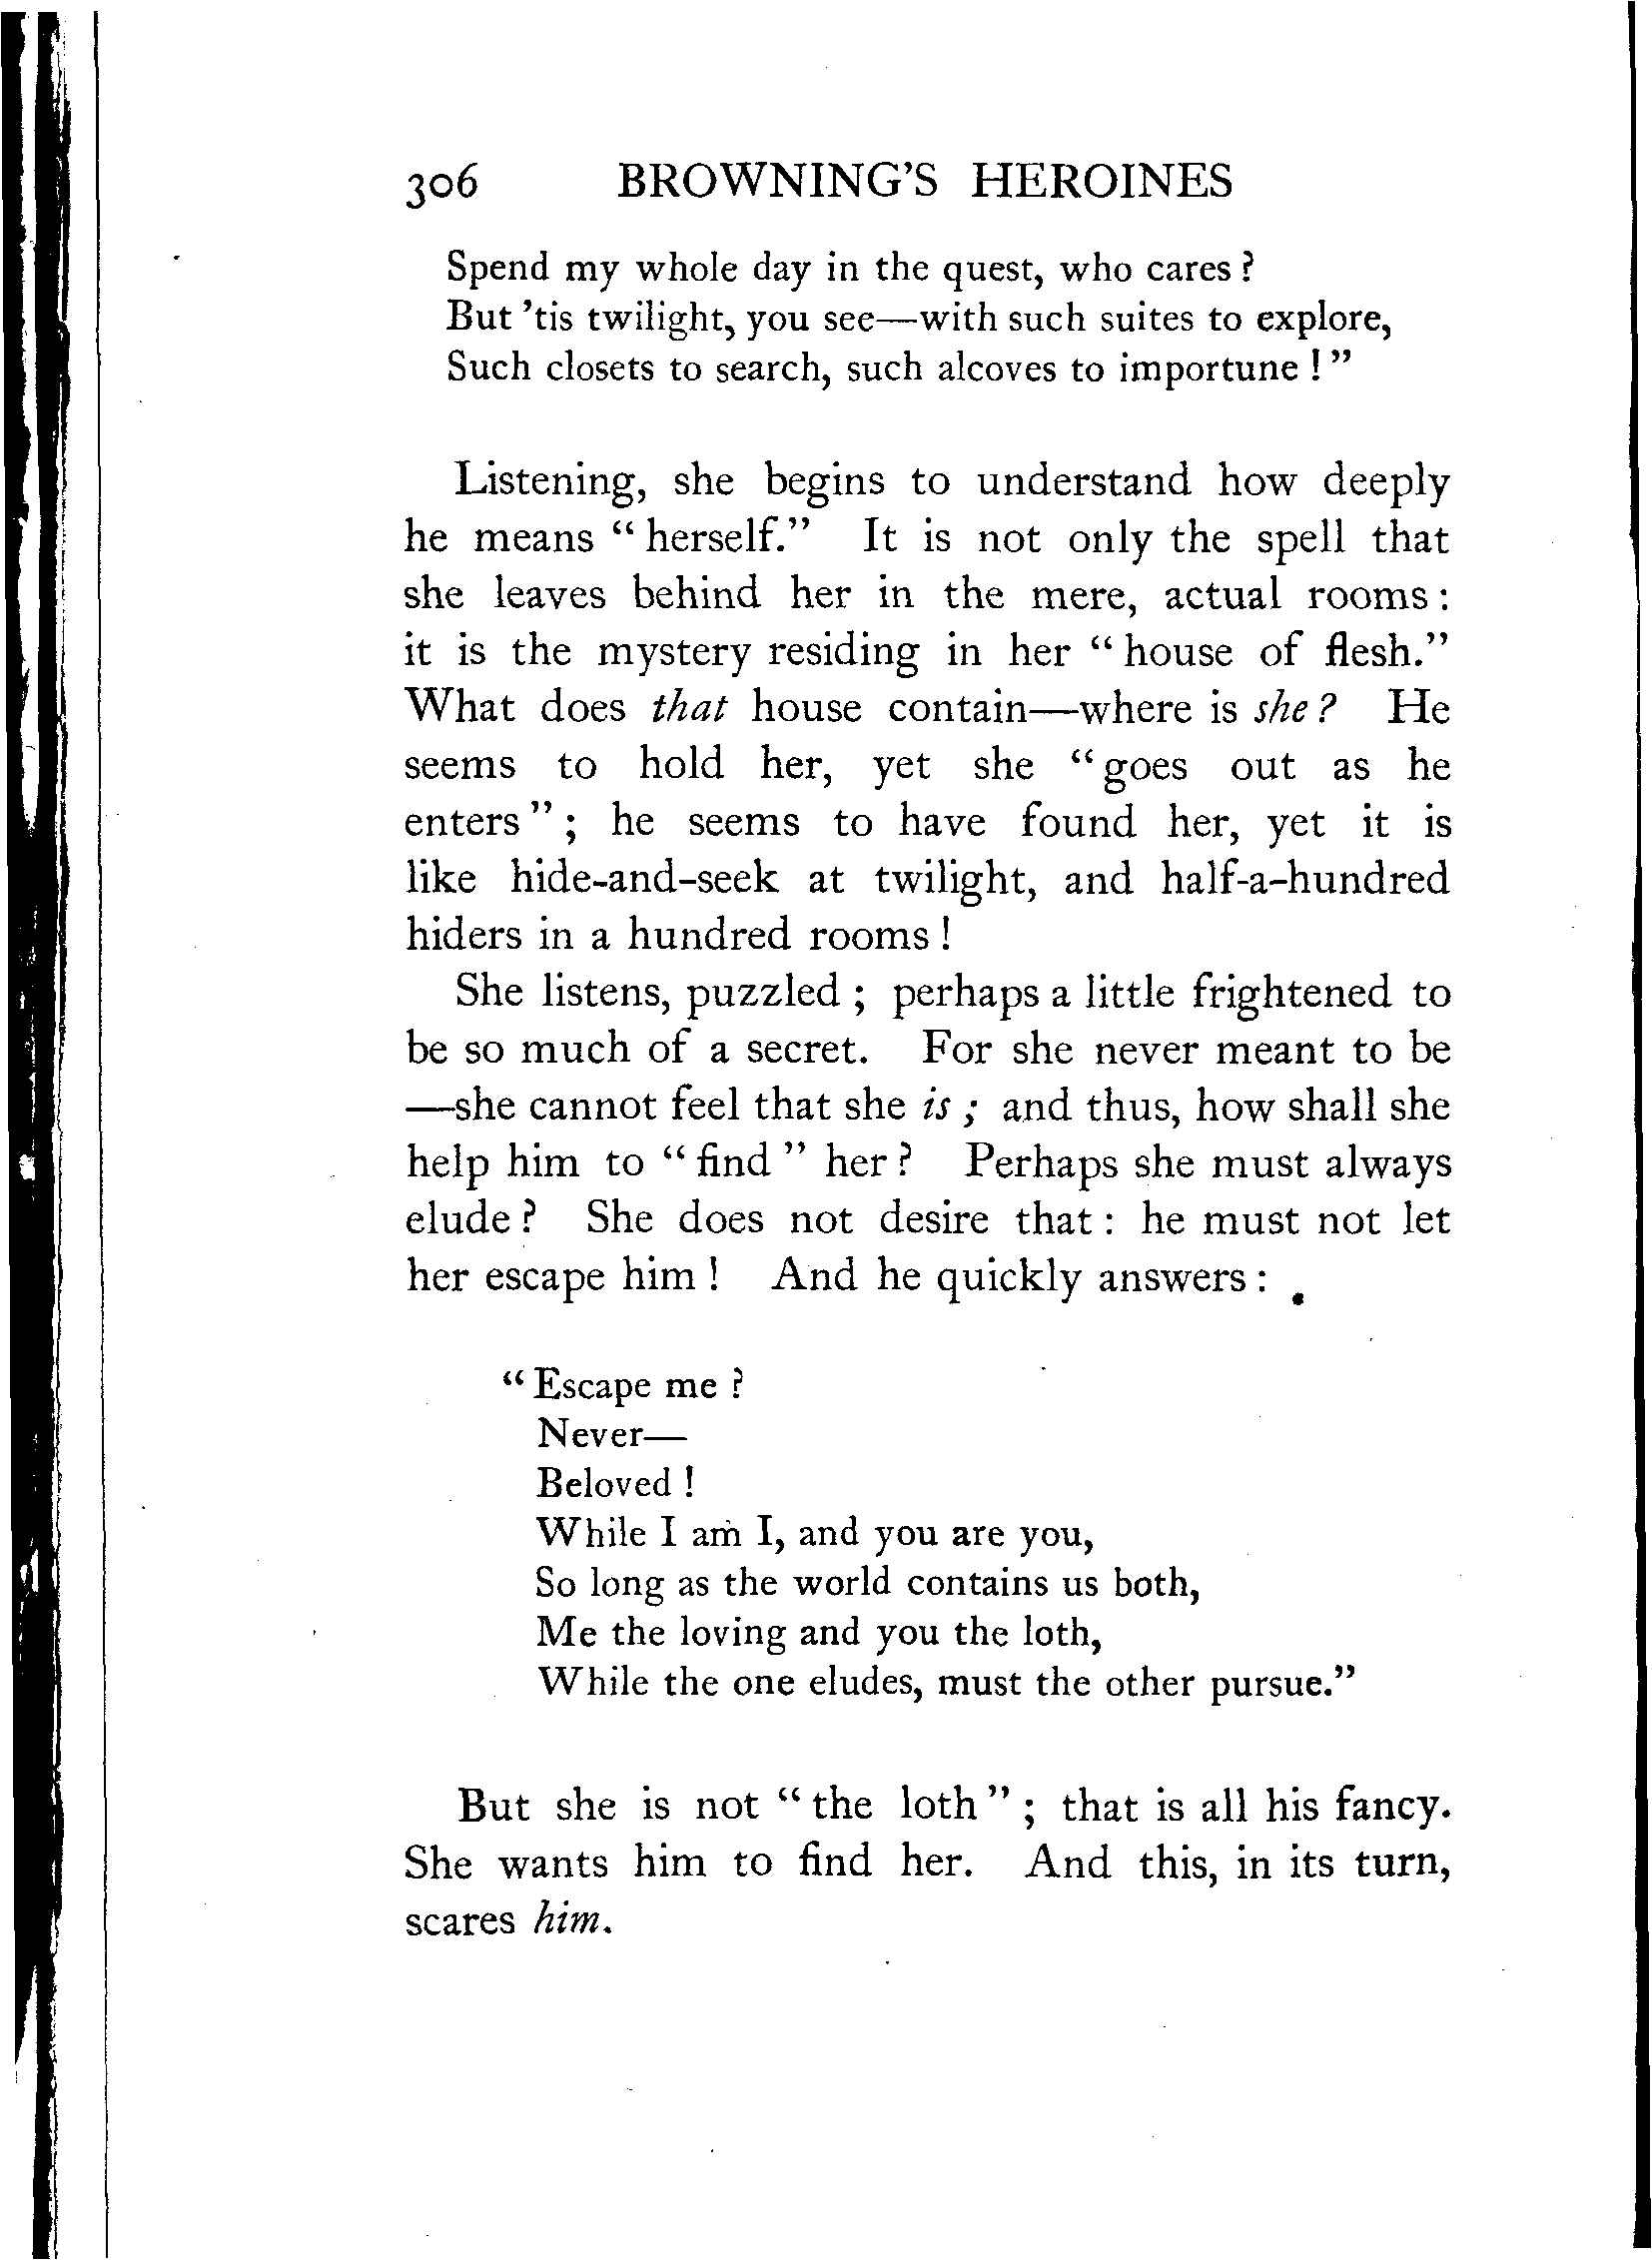 306 BROWNING'S HEROINES
Spend my whole day in the quest, who cares ?
But 'tis twilight, you see—with such suites to explore,
Such closets to search, such alcoves to importune ! "
Listening, she begins to understand how deeply
he means " herself." It is not only the spell that
she leaves behind her in the mere, actual rooms :
it is the mystery residing in her " house of flesh."
What does that house contain—where is she ? He
seems to hold her, yet she " goes out as he
enters " ; he seems to have found her, yet it is
like hide-and-seek at twilight, and half-a-hundred
hiders in a hundred rooms !
She listens, puzzled ; perhaps a little frightened to
be so much of a secret. For she never meant to be
—she cannot feel that she is ; and thus, how shall she
help him to " find " her ? Perhaps she must always
elude ? She does not desire that : he must not let
her escape him ! And he quickly answers :
" Escape me ?
Never—
Beloved !
While I am I, and you are you,
So long as the world contains us both,
Me the loving and you the loth,
While the one eludes, must the other pursue."
But she is not " the loth " ; that is all his fancy.
She wants him to find her. And this, in its turn,
scares him.